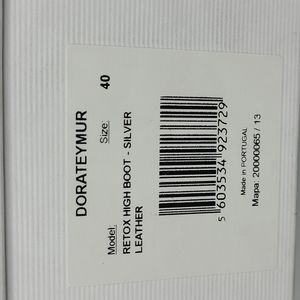 DORATEYMUR
Size: 40
Model:
RETOX HIGH BOOT - SILVER
LEATHER
5 603534 923729
Made in PORTUGAL
Mapa: 20000065 / 13